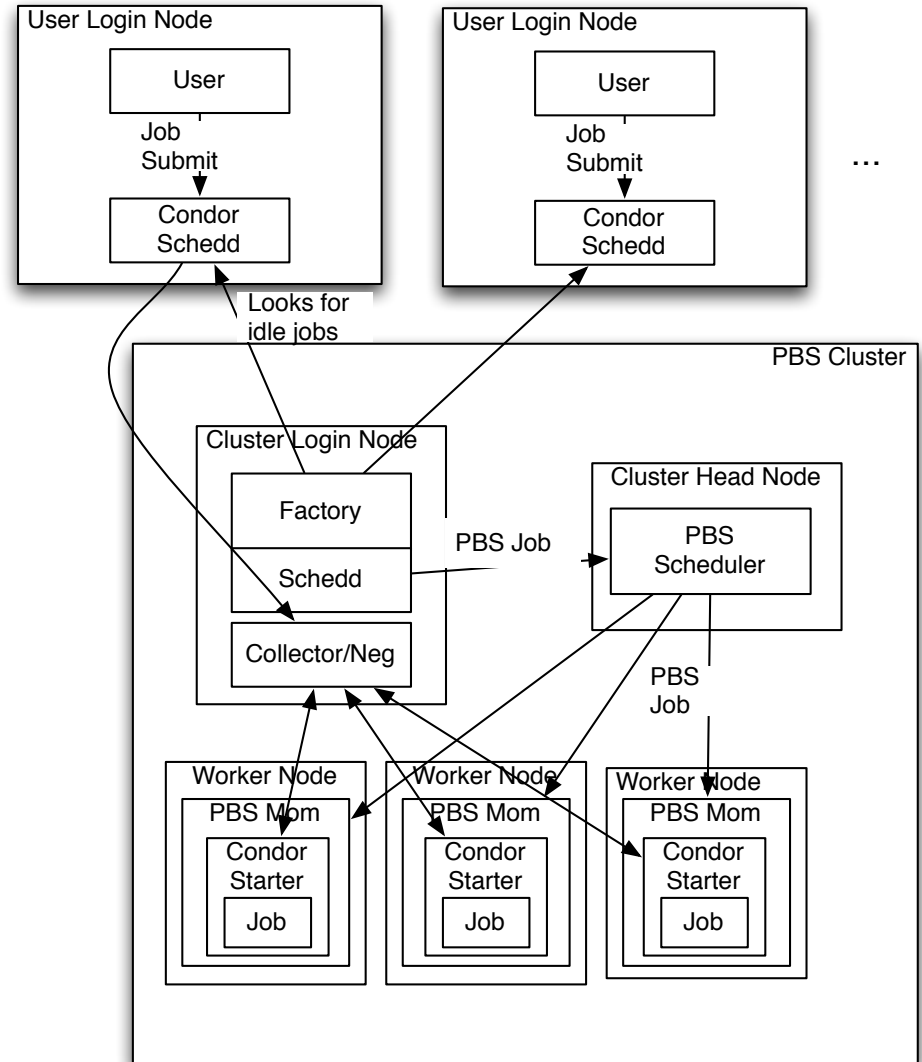 User Login Node
User
Job
Submit
Condor
Schedd
User Login Node
User
Job
Submit
Condor
Schedd
...
Looks for
idle jobs
PBS Cluster
Cluster Login Node
Factory
Schedd
Collector/Neg
PBS Job
Cluster Head Node
PBS
Scheduler
PBS
Job
Worker Node
PBS Mom
Condor
Starter
Job
Worker Node
PBS Mom
Condor
Starter
Job
Worker Node
PBS Mom
Condor
Starter
Job